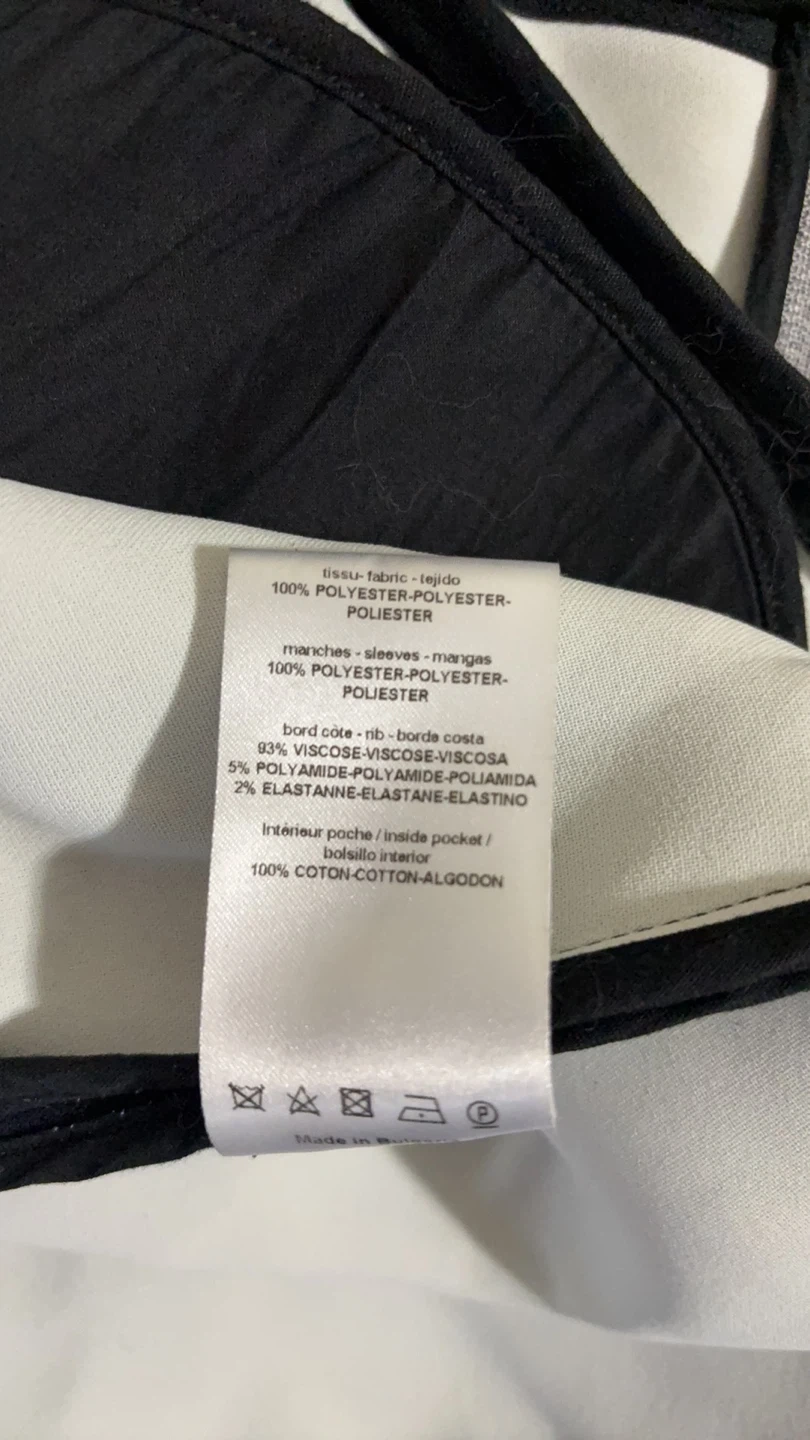 tissu- fabric - tejido
100% POLYESTER-POLYESTER-
POLIESTER
manches - sleeves - mangas
100% POLYESTER-POLYESTER-
POLIESTER
bord côte - rib - borde costa
93% VISCOSE-VISCOSE-VISCOSA
5% POLYAMIDE-POLYAMIDE-POLIAMIDA
2% ELASTANNE-ELASTANE-ELASTINO
Intérieur poche / inside pocket /
bolsillo interior
100% COTON-COTTON-ALGODON
P
Made in